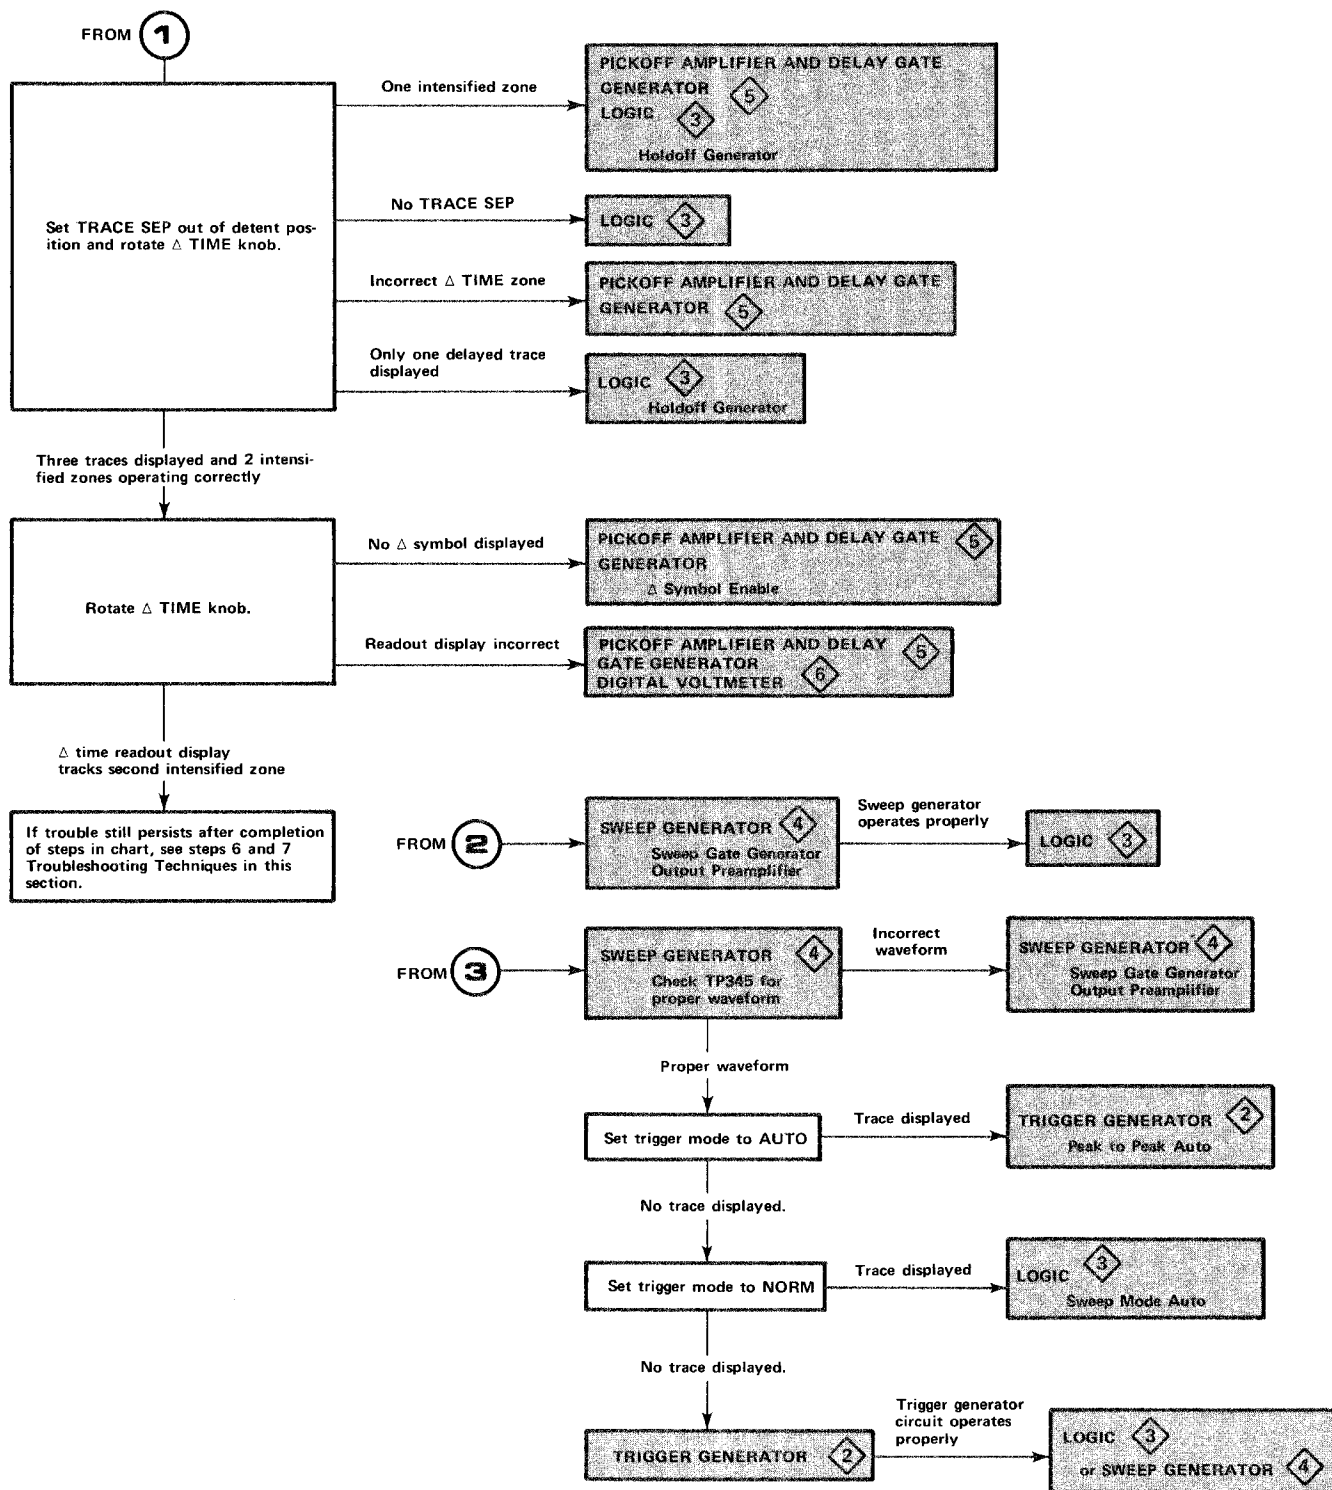 FROM 1
Set TRACE SEP out of detent pos-
ition and rotate Δ TIME knob.
One intensified zone
PICKOFF AMPLIFIER AND DELAY GATE
GENERATOR 5
LOGIC 3
Holdoff Generator
No TRACE SEP
LOGIC 3
Incorrect Δ TIME zone
PICKOFF AMPLIFIER AND DELAY GATE
GENERATOR 5
Only one delayed trace
displayed
LOGIC 3
Holdoff Generator
Three traces displayed and 2 intensi-
fied zones operating correctly
Rotate Δ TIME knob.
No Δ symbol displayed
PICKOFF AMPLIFIER AND DELAY GATE 5
GENERATOR
Δ Symbol Enable
Readout display incorrect
PICKOFF AMPLIFIER AND DELAY 5
GATE GENERATOR
DIGITAL VOLTMETER 6
Δ time readout display
tracks second intensified zone
If trouble still persists after completion
of steps in chart, see steps 6 and 7
Troubleshooting Techniques in this
section.
FROM 2
SWEEP GENERATOR 4
Sweep Gate Generator
Output Preamplifier
Sweep generator
operates properly
LOGIC 3
FROM 3
SWEEP GENERATOR 4
Check TP345 for
proper waveform
Incorrect
waveform
SWEEP GENERATOR 4
Sweep Gate Generator
Output Preamplifier
Proper waveform
Set trigger mode to AUTO
Trace displayed
TRIGGER GENERATOR 2
Peak to Peak Auto
No trace displayed.
Set trigger mode to NORM
Trace displayed
LOGIC 3
Sweep Mode Auto
No trace displayed.
TRIGGER GENERATOR 2
Trigger generator
circuit operates
properly
LOGIC 3
or SWEEP GENERATOR 4